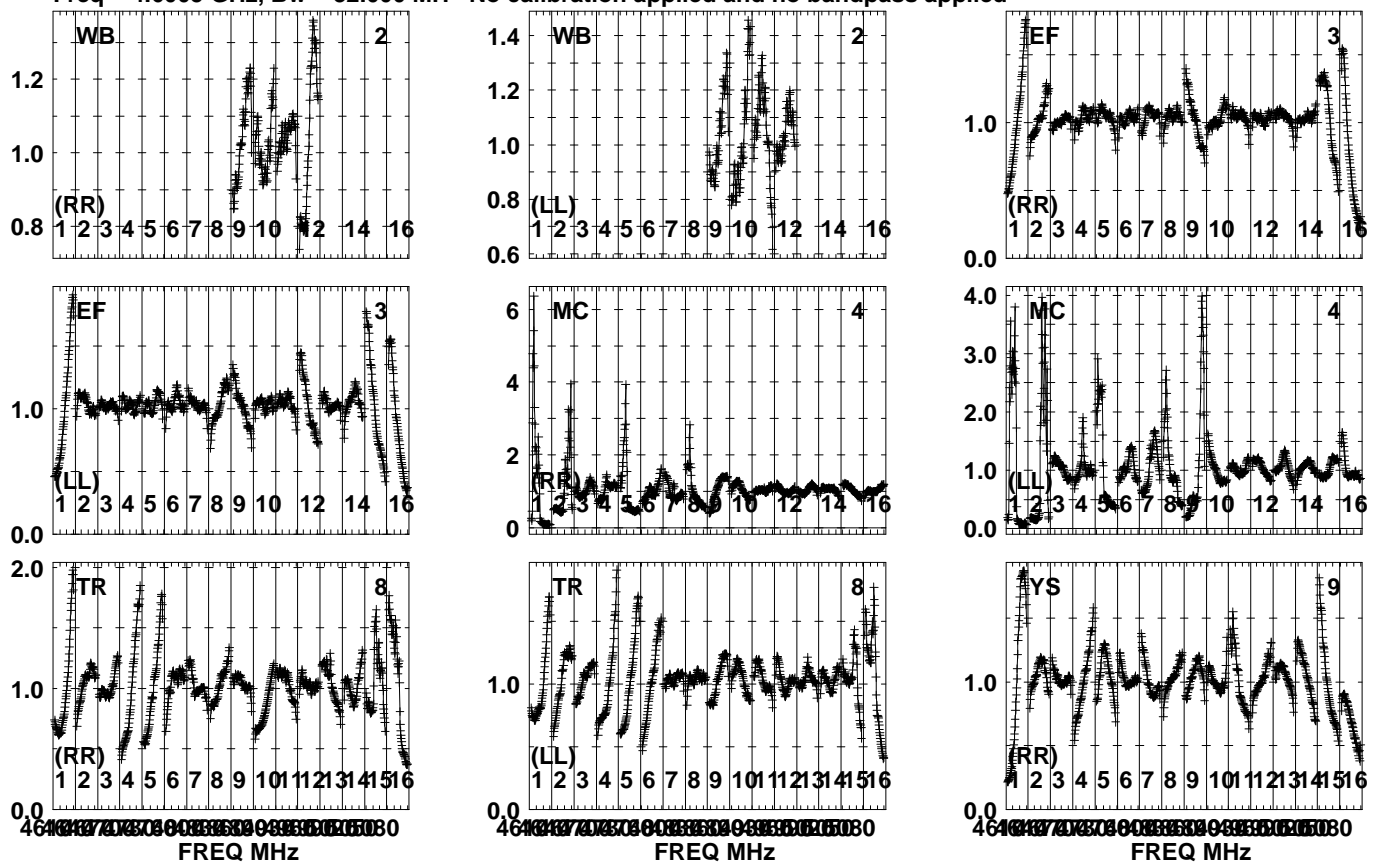 No calibration applied and no bandpass applied
WB 2
1.2
1.0
0.8
(RR)
1 2 3 4 5 6 7 8 9 10 12 14 16
WB 2
1.4
1.2
1.0
0.8
0.6
(LL)
1 2 3 4 5 6 7 8 9 10 12 14 16
EF 3
1.0
0.0
(RR)
1 2 3 4 5 6 7 8 9 10 12 14 16
EF 3
1.0
0.0
(LL)
1 2 3 4 5 6 7 8 9 10 12 14 16
MC 4
6
4
2
0
(RR)
1 2 3 4 5 6 7 8 9 10 12 14 16
MC 4
4.0
3.0
2.0
1.0
0.0
(LL)
1 2 3 4 5 6 7 8 9 10 12 14 16
TR 8
2.0
1.0
0.0
(RR)
1 2 3 4 5 6 7 8 9 10 11 12 13 14 15 16
TR 8
1.0
0.0
(LL)
1 2 3 4 5 6 7 8 9 10 11 12 13 14 15 16
YS 9
1.0
0.0
(RR)
1 2 4 5 6 7 8 9 10 11 12 13 14 15 16
FREQ MHz
FREQ MHz
FREQ MHz